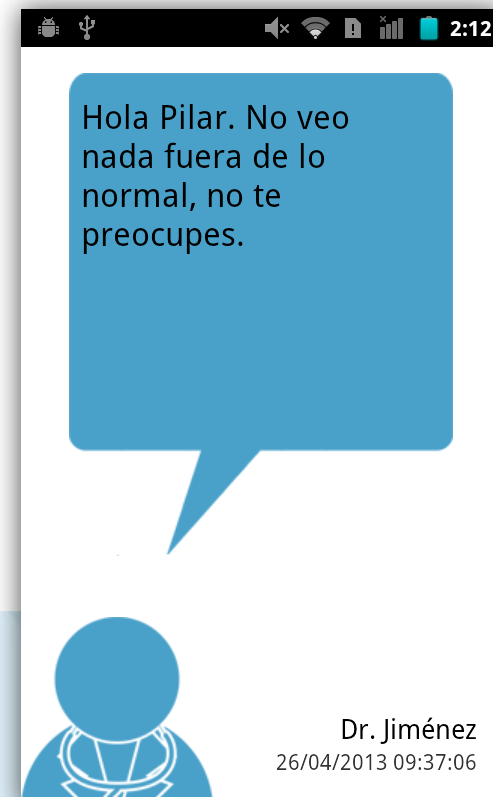 2:12
Hola Pilar. No veo
nada fuera de lo
normal, no te
preocupes.
Dr. Jiménez
26/04/2013 09:37:06